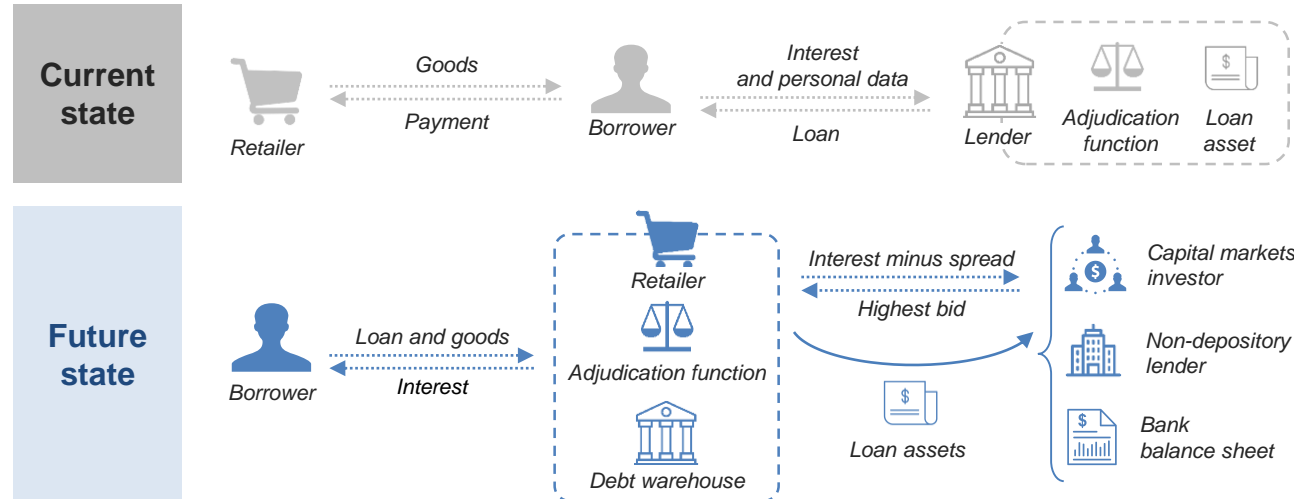 Current
state
Retailer
Goods
Payment
Borrower
Interest
and personal data
Loan
Lender
Adjudication
function
Loan
asset
$
Future
state
Borrower
Loan and goods
Interest
Retailer
Adjudication function
Debt warehouse
Interest minus spread
Highest bid
$
Loan assets
$
Capital markets
investor
Non-depository
lender
$
Bank
balance sheet